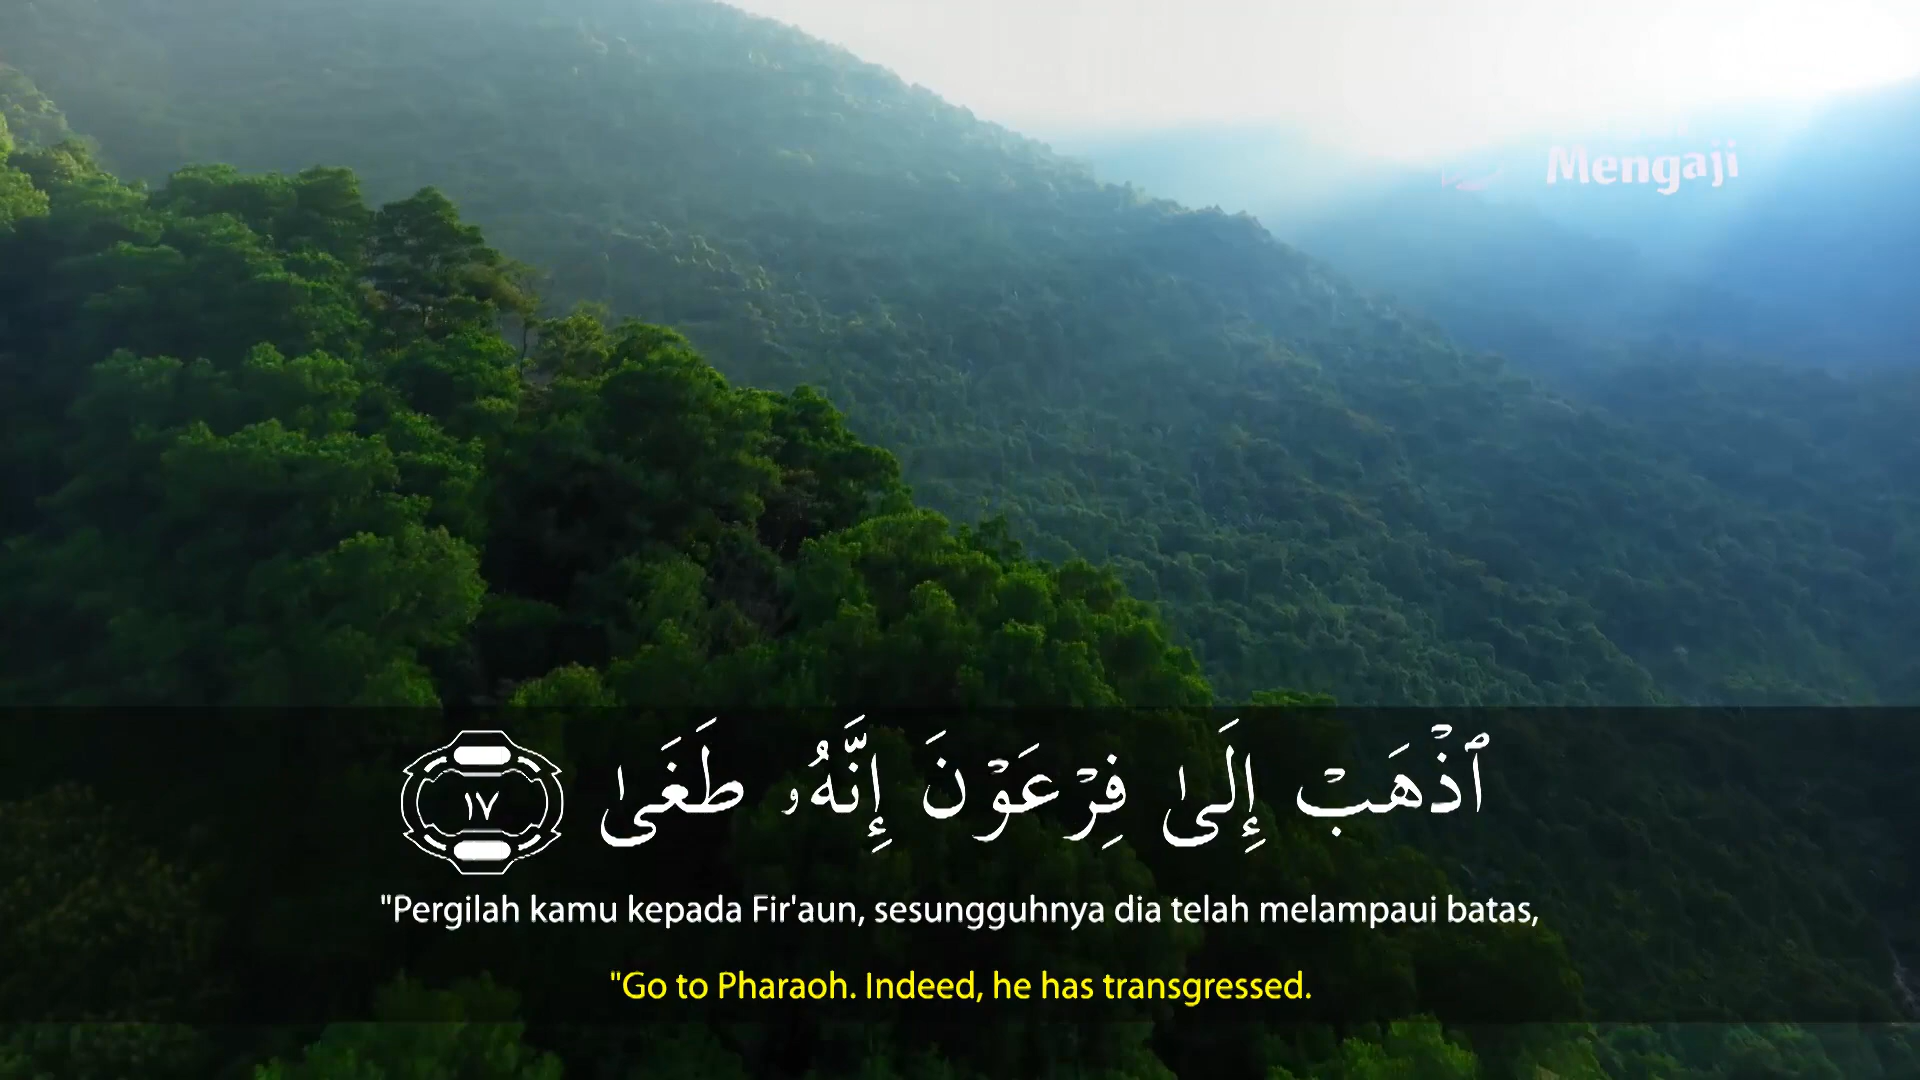 Mengaji
ٱذۡهَبۡ إِلَىٰ فِرۡعَوۡنَ إِنَّهُۥ طَغَىٰ ١٧
"Pergilah kamu kepada Fir'aun, sesungguhnya dia telah melampaui batas,
"Go to Pharaoh. Indeed, he has transgressed.